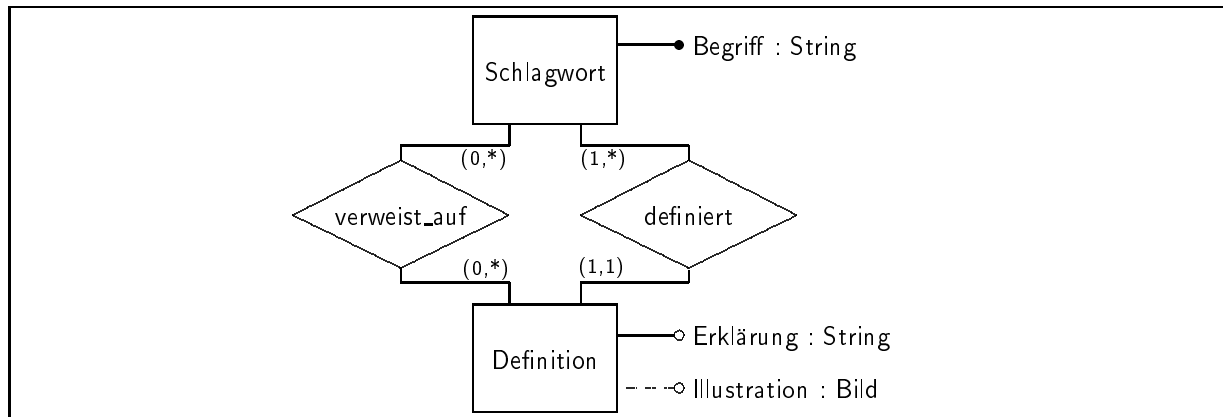 Begriff : String
Schlagwort
(0,*) (1,*)
verweist_auf definiert
(0,*) (1,1)
Erklärung : String
Definition
Illustration : Bild